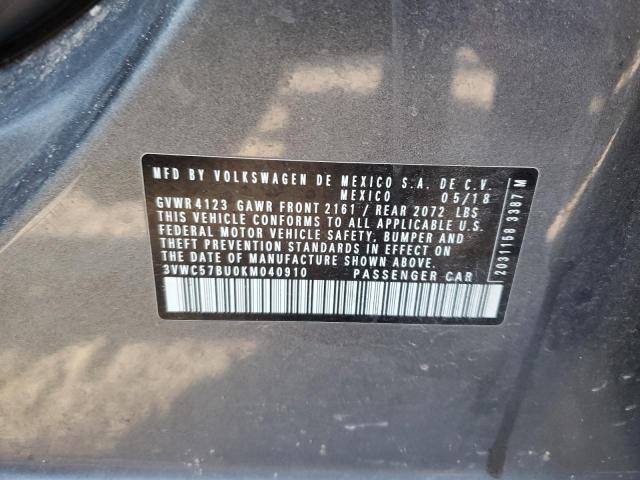 MFD BY VOLKSWAGEN DE MEXICO S.A. DE C.V.
MEXICO 05/18
GVWR 4123 GAWR FRONT 2161 / REAR 2072 LBS
THIS VEHICLE CONFORMS TO ALL APPLICABLE U.S.
FEDERAL MOTOR VEHICLE SAFETY, BUMPER AND
THEFT PREVENTION STANDARDS IN EFFECT ON
THE DATE OF MANUFACTURE SHOWN ABOVE.
3VWC57BU0KM040910 PASSENGER CAR
2031158 3387 M